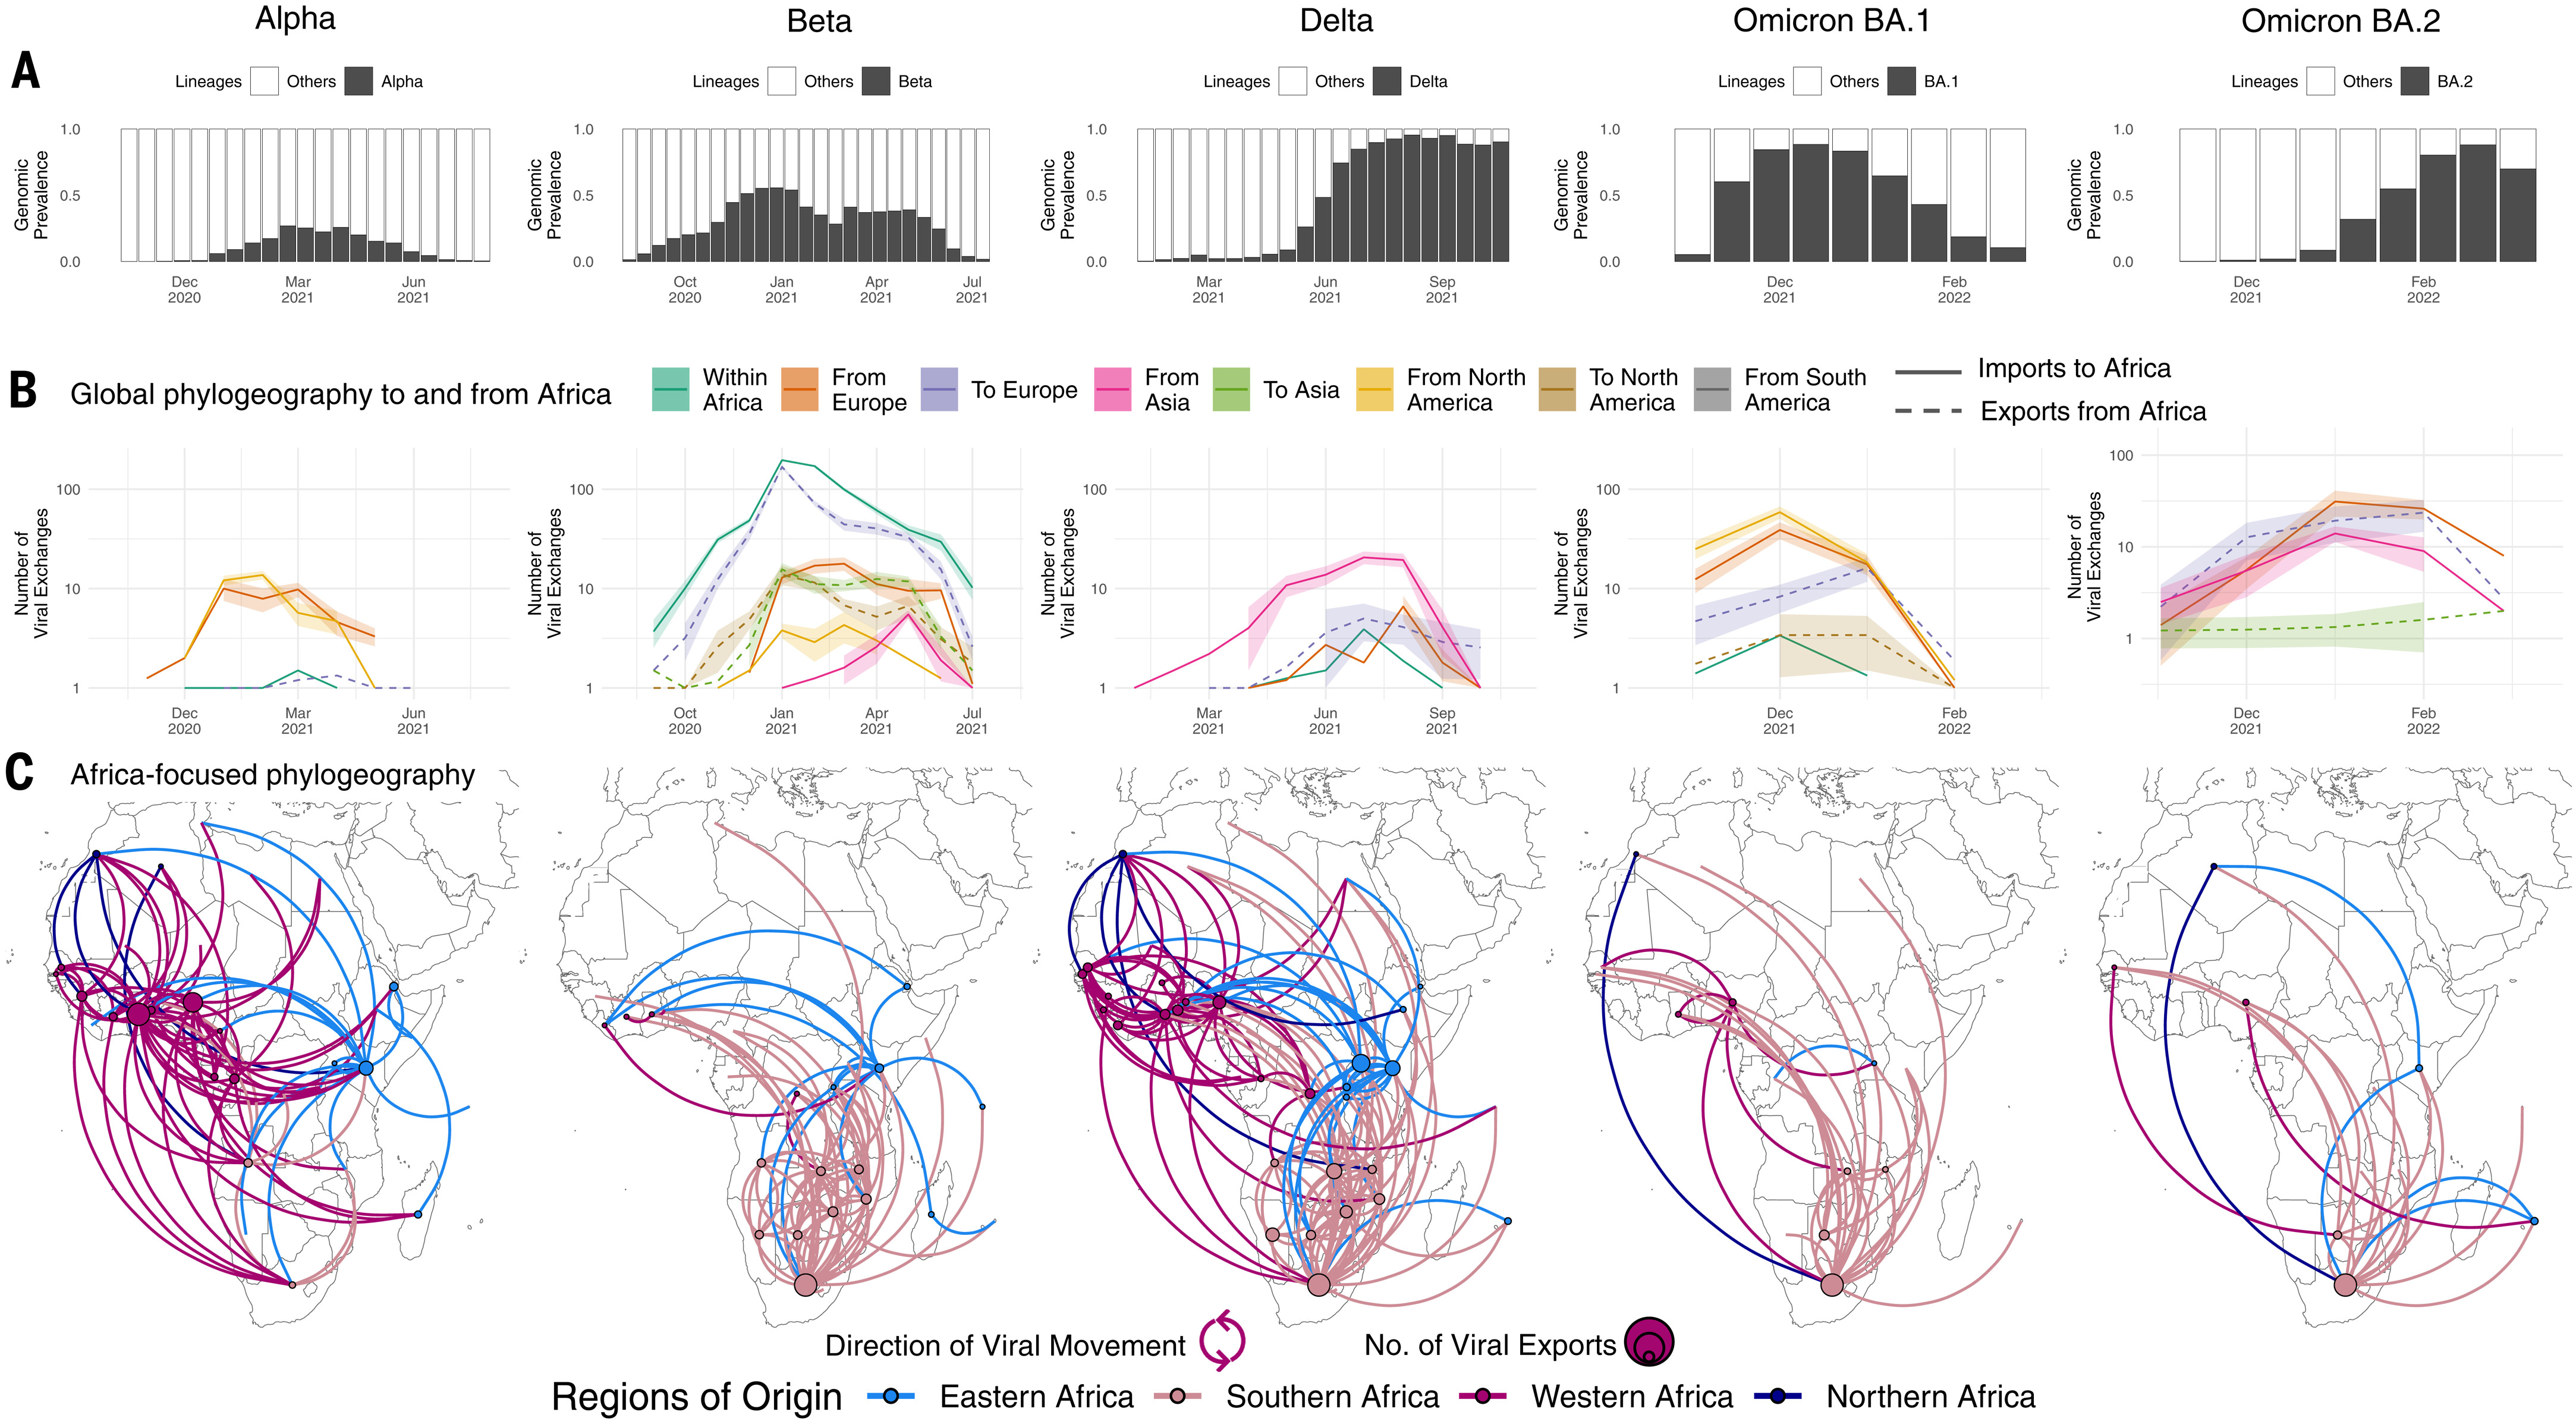 Alpha
Beta
Delta
Omicron BA.1
Omicron BA.2
A
Lineages Others Alpha
Lineages Others Beta
Lineages Others Delta
Lineages Others BA.1
Lineages Others BA.2
Genomic
Prevalence
1.0
0.5
0.0
Dec
2020
Mar
2021
Jun
2021
Genomic
Prevalence
1.0
0.5
0.0
Oct
2020
Jan
2021
Apr
2021
Jul
2021
Genomic
Prevalence
1.0
0.5
0.0
Mar
2021
Jun
2021
Sep
2021
Genomic
Prevalence
1.0
0.5
0.0
Dec
2021
Feb
2022
Genomic
Prevalence
1.0
0.5
0.0
Dec
2021
Feb
2022
B
Global phylogeography to and from Africa
Within
Africa
From
Europe
To Europe
From
Asia
To Asia
From North
America
To North
America
From South
America
Imports to Africa
Exports from Africa
Number of
Viral Exchanges
100
10
1
Dec
2020
Mar
2021
Jun
2021
Number of
Viral Exchanges
100
10
1
Oct
2020
Jan
2021
Apr
2021
Jul
2021
Number of
Viral Exchanges
100
10
1
Mar
2021
Jun
2021
Sep
2021
Number of
Viral Exchanges
100
10
1
Dec
2021
Feb
2022
Number of
Viral Exchanges
100
10
1
Dec
2021
Feb
2022
C
Africa-focused phylogeography
Direction of Viral Movement
No. of Viral Exports
Regions of Origin
Eastern Africa
Southern Africa
Western Africa
Northern Africa